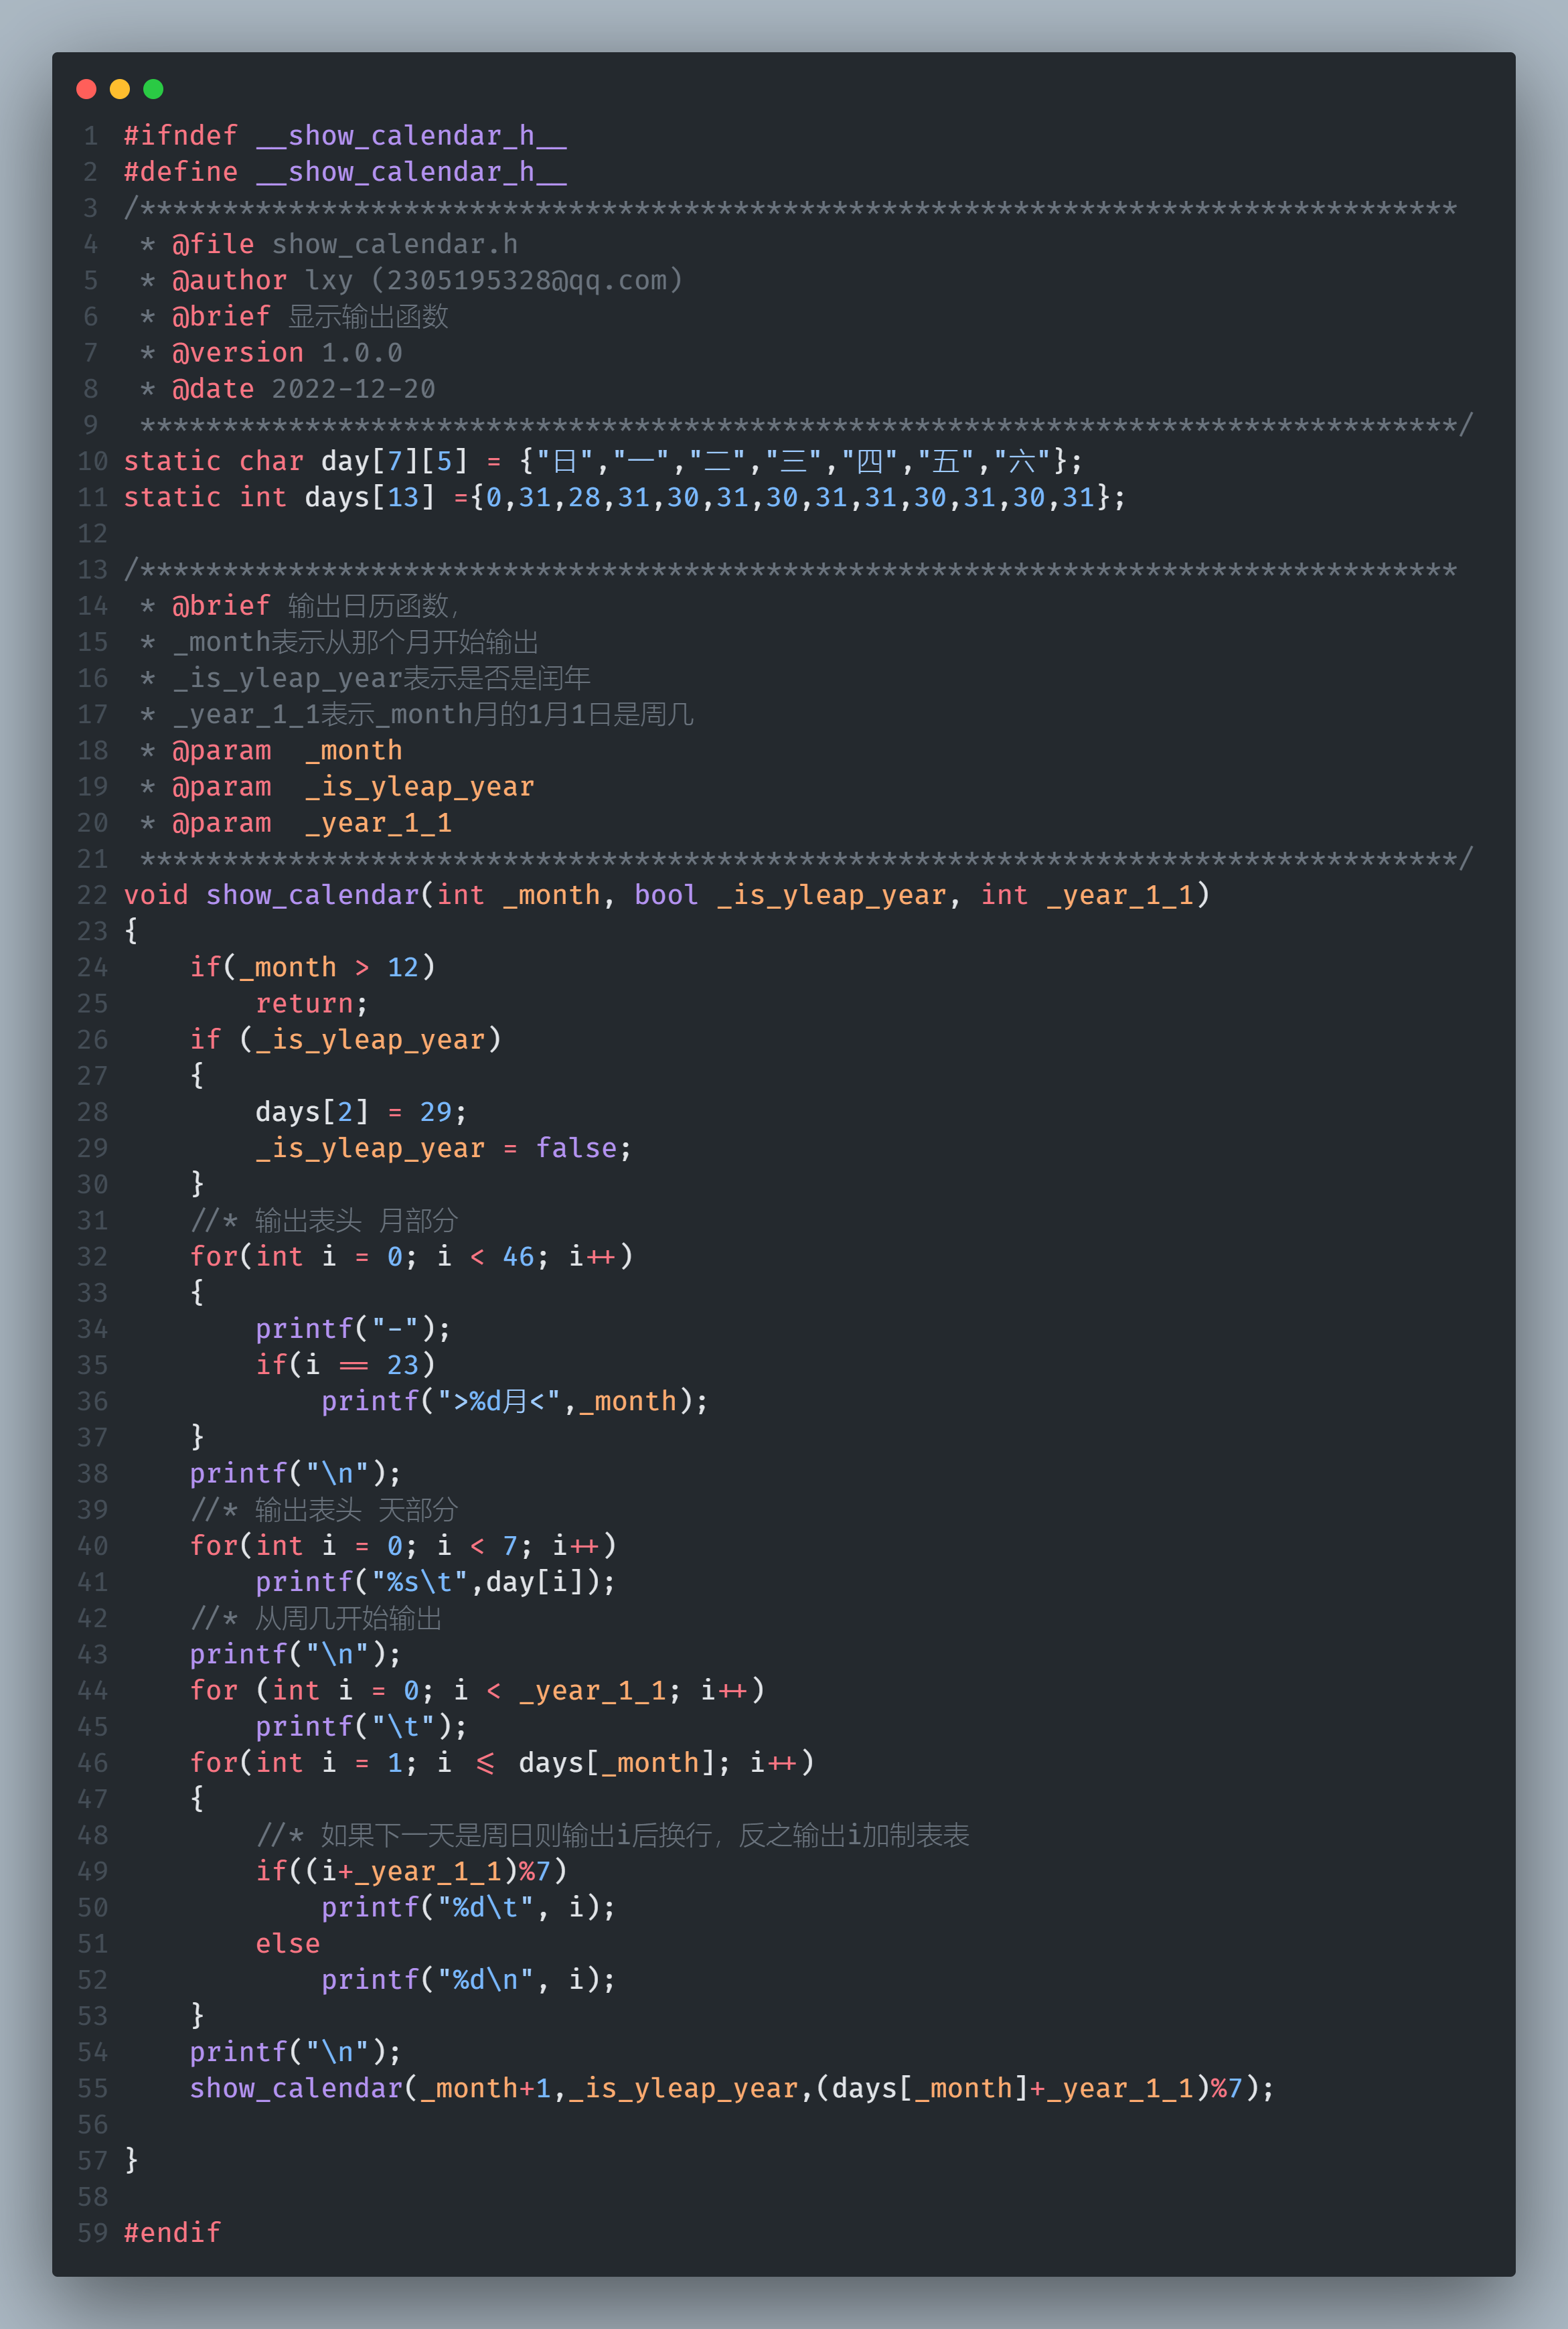 1 #ifndef __show_calendar_h__
2 #define __show_calendar_h__
3 /********************************************************************************
4  * @file show_calendar.h
5  * @author lxy (2305195328@qq.com)
6  * @brief 显示输出函数
7  * @version 1.0.0
8  * @date 2022-12-20
9  ********************************************************************************/
10 static char day[7][5] = {"日","一","二","三","四","五","六"};
11 static int days[13] ={0,31,28,31,30,31,30,31,31,30,31,30,31};
12
13 /********************************************************************************
14  * @brief 输出日历函数,
15  * _month表示从那个月开始输出
16  * _is_yleap_year表示是否是闰年
17  * _year_1_1表示_month月的1月1日是周几
18  * @param  _month
19  * @param  _is_yleap_year
20  * @param  _year_1_1
21  ********************************************************************************/
22 void show_calendar(int _month, bool _is_yleap_year, int _year_1_1)
23 {
24     if(_month > 12)
25         return;
26     if (_is_yleap_year)
27     {
28         days[2] = 29;
29         _is_yleap_year = false;
30     }
31     //* 输出表头 月部分
32     for(int i = 0; i < 46; i++)
33     {
34         printf("-");
35         if(i == 23)
36             printf(">%d月<",_month);
37     }
38     printf("\n");
39     //* 输出表头 天部分
40     for(int i = 0; i < 7; i++)
41         printf("%s\t",day[i]);
42     //* 从周几开始输出
43     printf("\n");
44     for (int i = 0; i < _year_1_1; i++)
45         printf("\t");
46     for(int i = 1; i <= days[_month]; i++)
47     {
48         //* 如果下一天是周日则输出i后换行，反之输出i加制表表
49         if((i+_year_1_1)%7)
50             printf("%d\t", i);
51         else
52             printf("%d\n", i);
53     }
54     printf("\n");
55     show_calendar(_month+1,_is_yleap_year,(days[_month]+_year_1_1)%7);
56
57 }
58
59 #endif